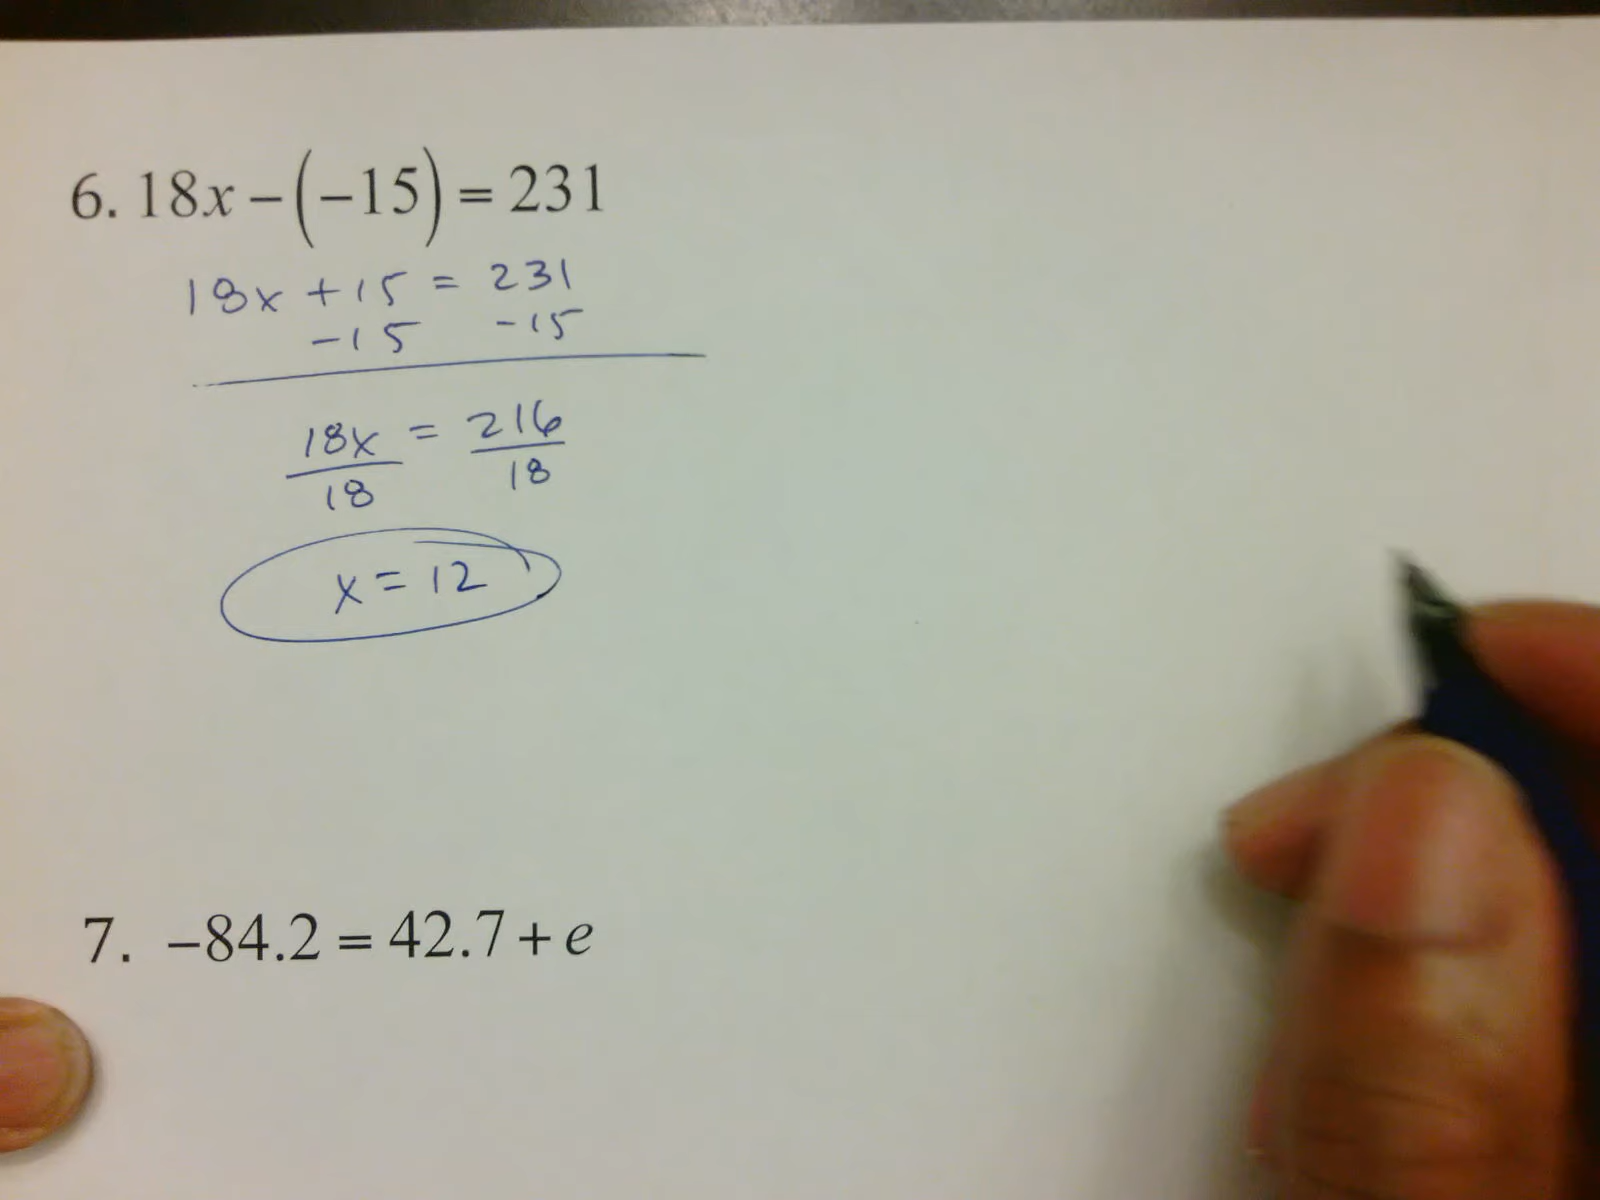 6. 18x − (−15) = 231
18x + 15 = 231
−15 −15
18x = 216
18 18
x = 12
7. −84.2 = 42.7 + e